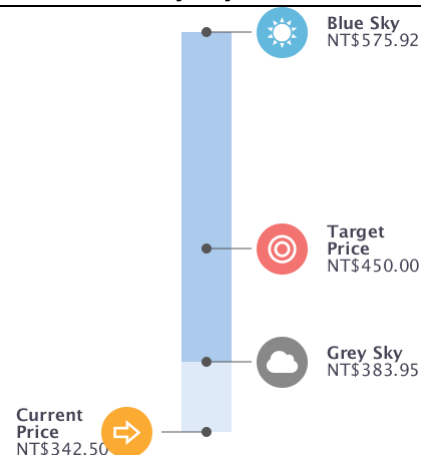 Blue Sky
NT$575.92
Target
Price
NT$450.00
Grey Sky
NT$383.95
Current
Price
NT$342.50